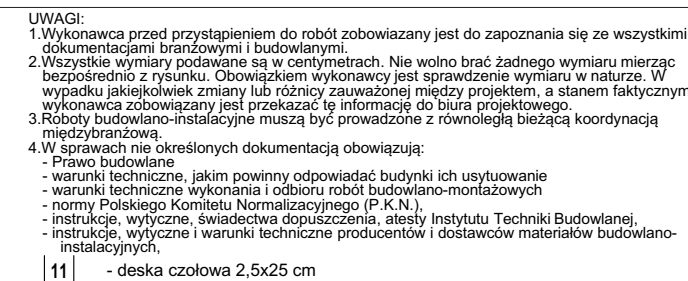 UWAGI:
1.Wykonawca przed przystąpieniem do robót zobowiazany jest do zapoznania się ze wszystkimi
dokumentacjami branżowymi i budowlanymi.
2.Wszystkie wymiary podawane są w centymetrach. Nie wolno brać żadnego wymiaru mierząc
bezpośrednio z rysunku. Obowiązkiem wykonawcy jest sprawdzenie wymiaru w naturze. W
wypadku jakiejkolwiek zmiany lub różnicy zauważonej między projektem, a stanem faktycznym
wykonawca zobowiązany jest przekazać tę informację do biura projektowego.
3.Roboty budowlano-instalacyjne muszą być prowadzone z równoległą bieżącą koordynacją
międzybranżową.
4.W sprawach nie określonych dokumentacją obowiązują:
- Prawo budowlane
- warunki techniczne, jakim powinny odpowiadać budynki ich usytuowanie
- warunki techniczne wykonania i odbioru robót budowlano-montażowych
- normy Polskiego Komitetu Normalizacyjnego (P.K.N.),
- instrukcje, wytyczne, świadectwa dopuszczenia, atesty Instytutu Techniki Budowlanej,
- instrukcje, wytyczne i warunki techniczne producentów i dostawców materiałów budowlano-
instalacyjnych,
11 - deska czołowa 2,5x25 cm